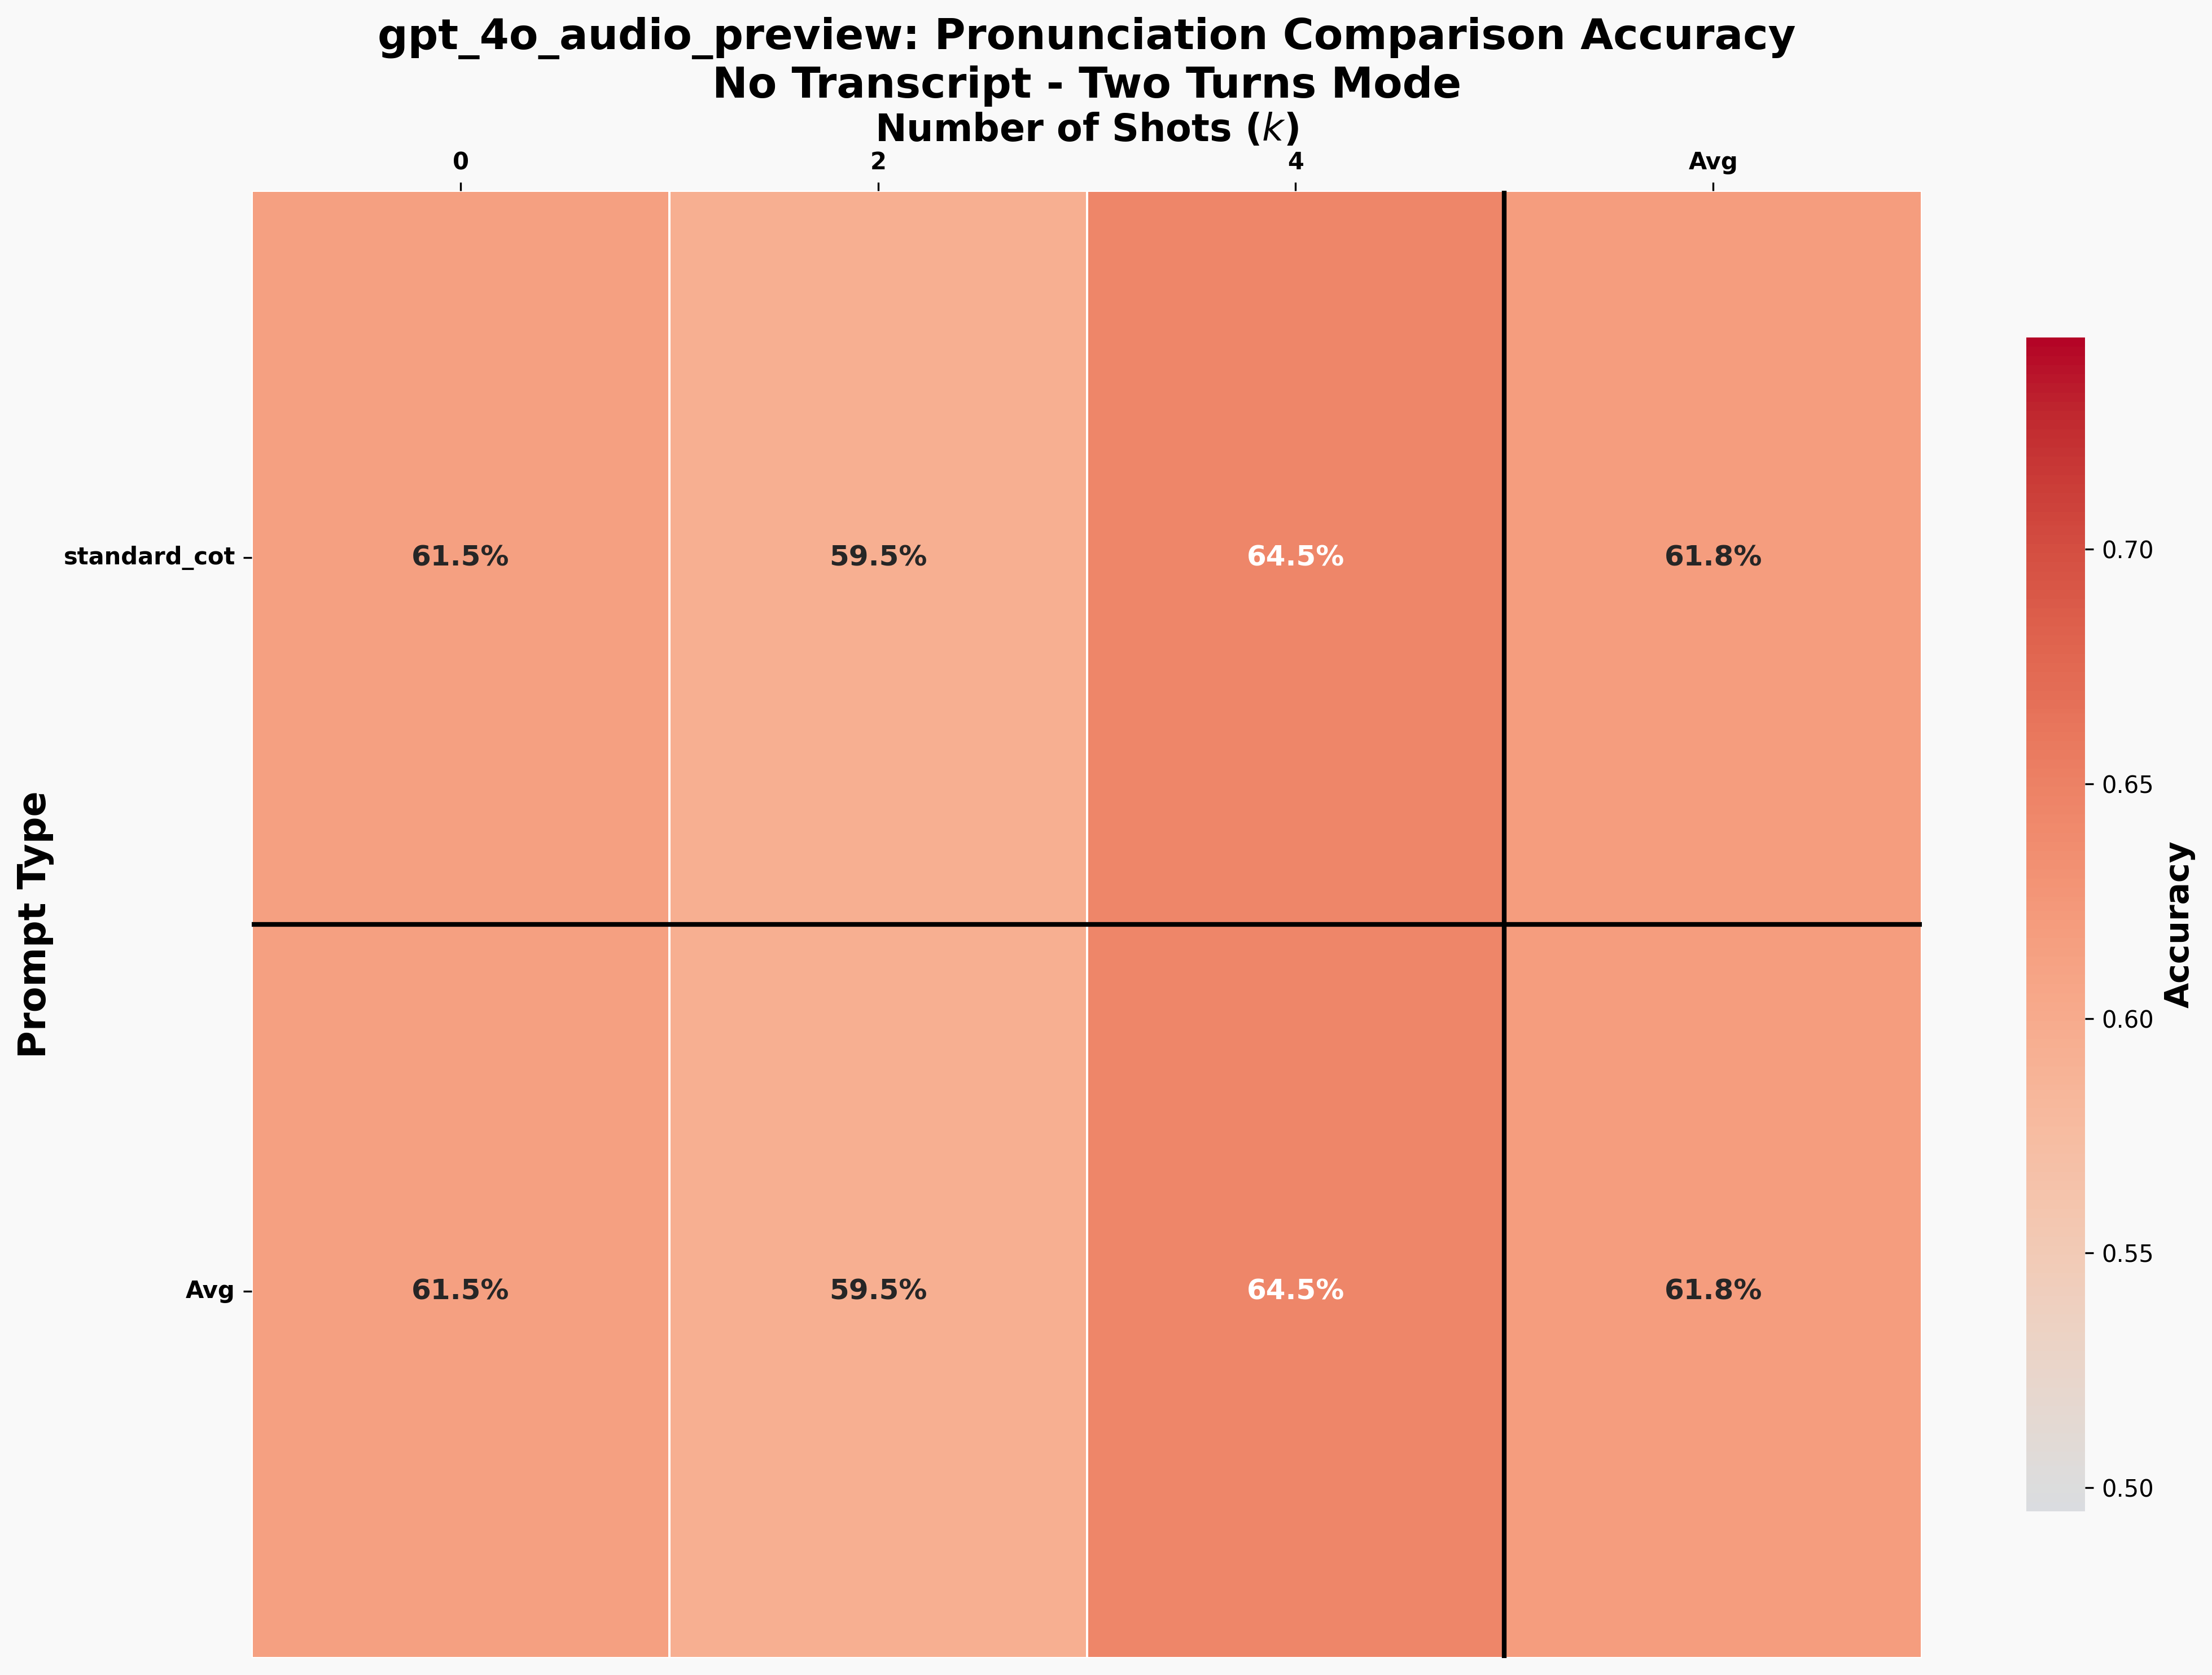 gpt_4o_audio_preview: Pronunciation Comparison Accuracy
No Transcript - Two Turns Mode
Number of Shots (k)
0 2 4 Avg
standard_cot 61.5% 59.5% 64.5% 61.8%
Avg 61.5% 59.5% 64.5% 61.8%
Prompt Type
0.70
0.65
0.60
0.55
0.50
Accuracy